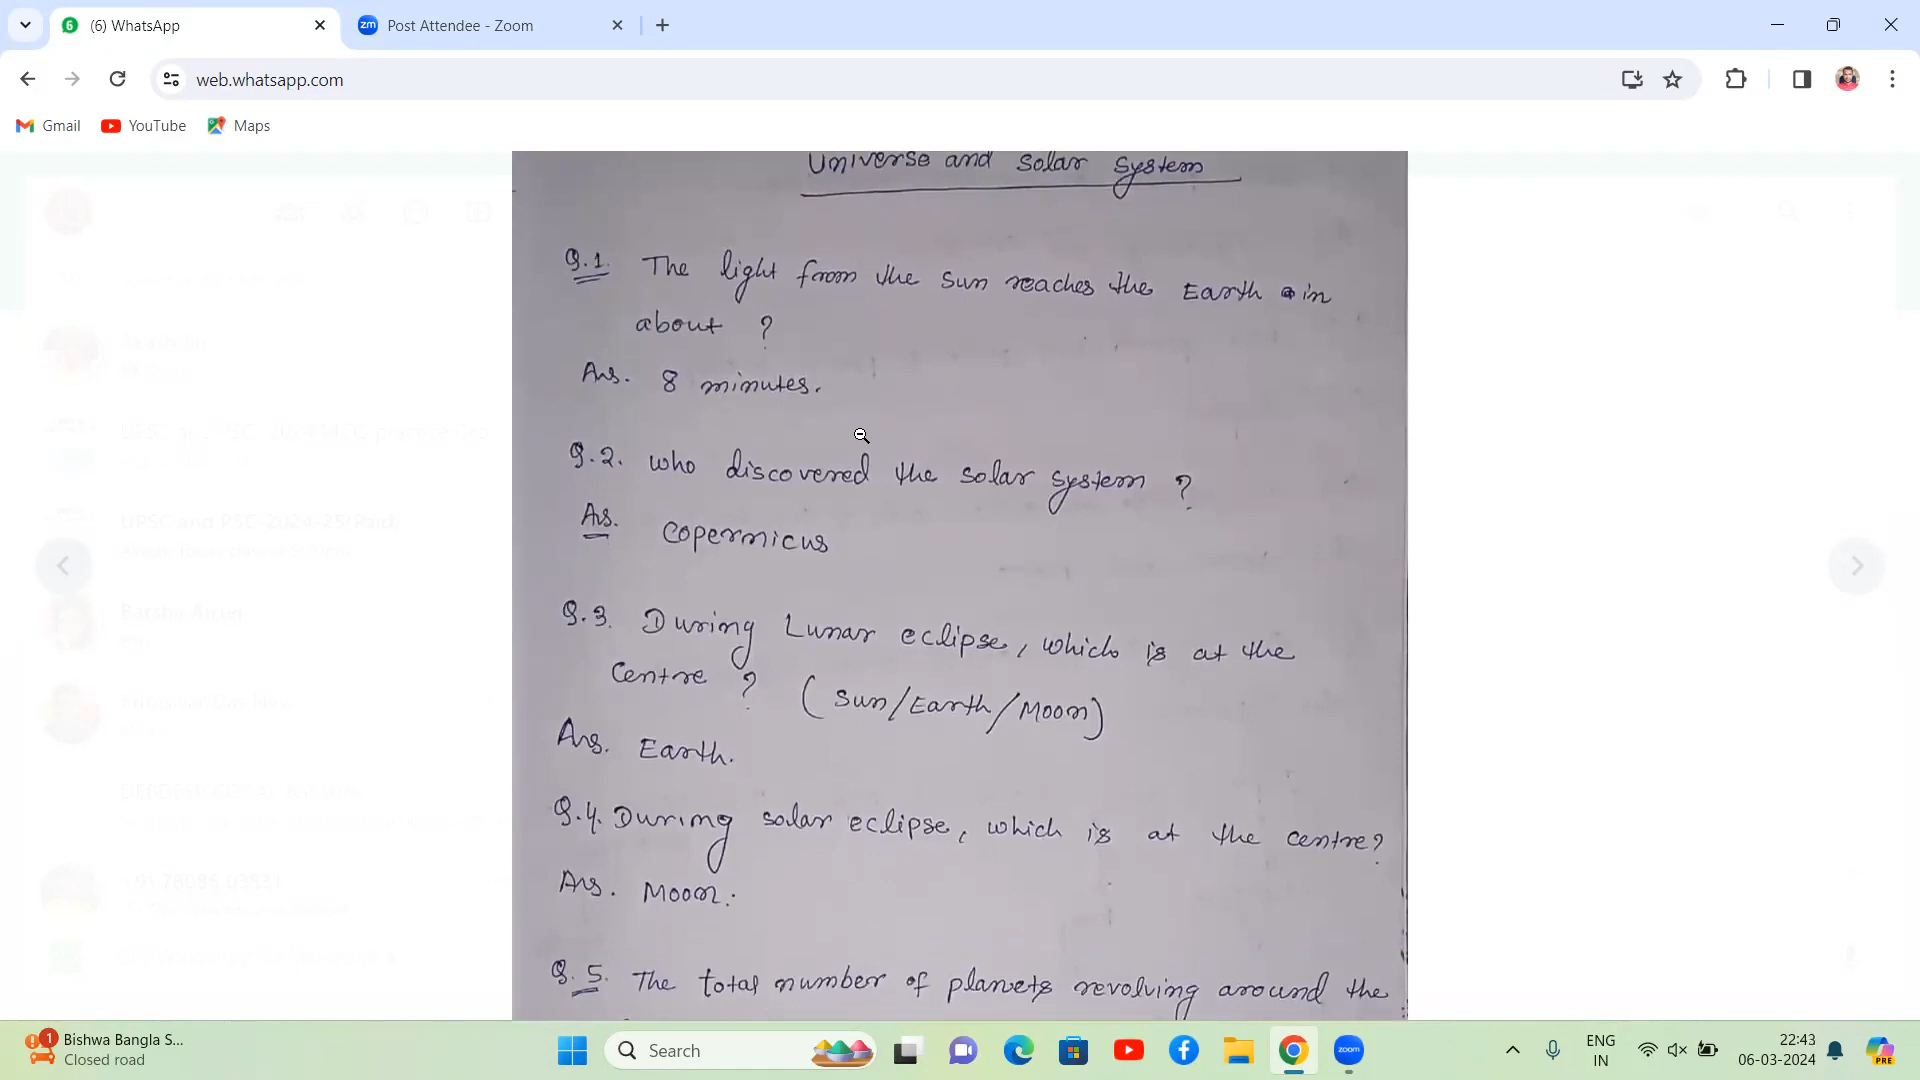 (6) WhatsApp
Post Attendee - Zoom
web.whatsapp.com
Gmail
YouTube
Maps
Universe and Solar System
Q.1. The light from the Sun reaches the Earth in
about ?
Ans. 8 minutes.
Q.2. Who discovered the solar system ?
Ans. Copernicus
Q.3. During Lunar eclipse, which is at the
Centre ? (Sun/Earth/Moon)
Ans. Earth.
Q.4. During solar eclipse, which is at the centre?
Ans. Moon.
Q.5. The total number of planets revolving around the
Bishwa Bangla S...
Closed road
Search
zoom
ENG
IN
22:43
06-03-2024
PRE